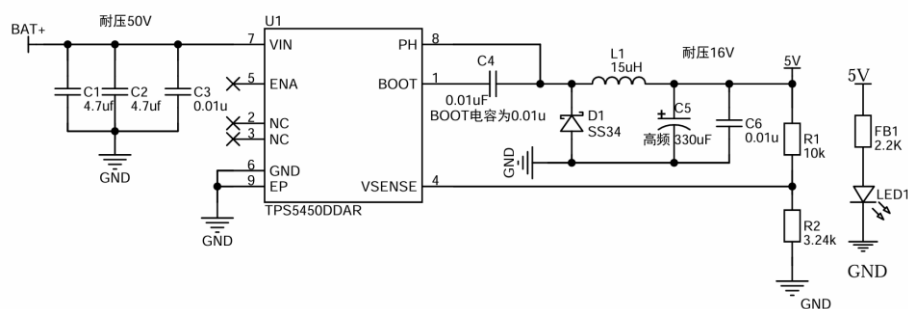 BAT+
耐压50V
C1
4.7uf
C2
4.7uf
C3
0.01u
GND
U1
7 VIN
5 ENA
2 NC
3 NC
6 GND
9 EP
PH 8
BOOT 1
VSENSE 4
TPS5450DDAR
GND
C4
0.01uF
BOOT电容为0.01u
L1
15uH
耐压16V
D1
SS34
C5
高频 330uF
C6
0.01u
GND
5V
R1
10k
R2
3.24k
GND
5V
FB1
2.2K
LED1
GND